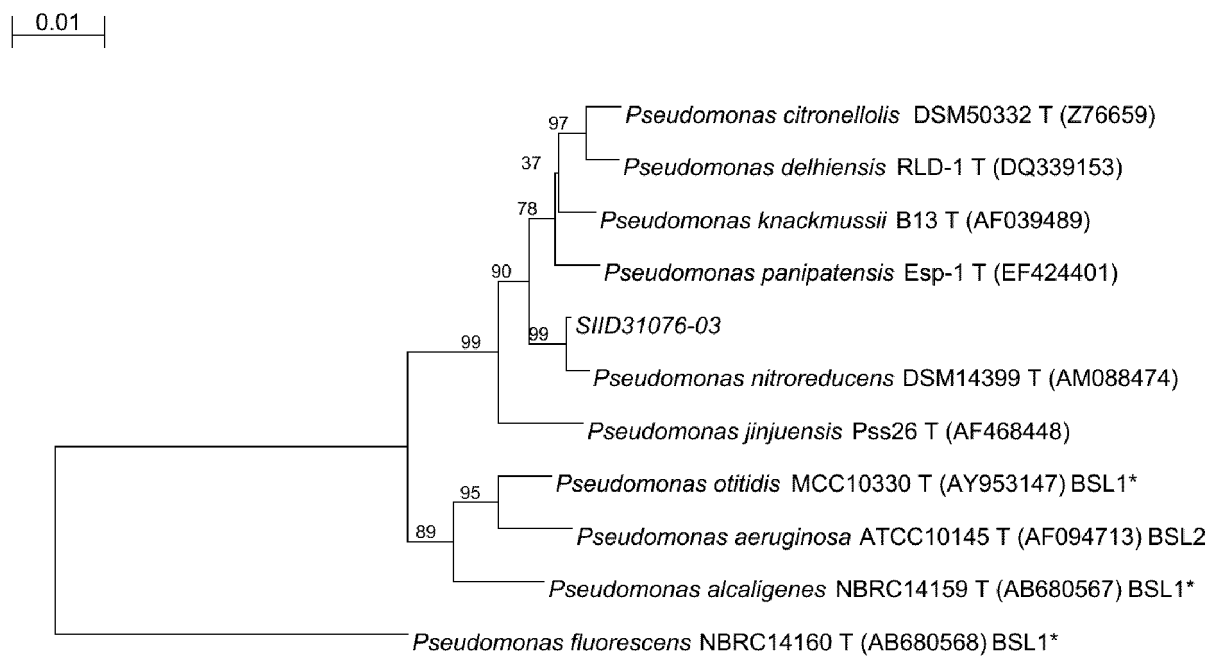 0.01
Pseudomonas citronellolis DSM50332 T (Z76659)
97
Pseudomonas delhiensis RLD-1 T (DQ339153)
37
Pseudomonas knackmussii B13 T (AF039489)
78
Pseudomonas panipatensis Esp-1 T (EF424401)
90
SIID31076-03
99
99
Pseudomonas nitroreducens DSM14399 T (AM088474)
Pseudomonas jinjuensis Pss26 T (AF468448)
Pseudomonas otitidis MCC10330 T (AY953147) BSL1*
95
Pseudomonas aeruginosa ATCC10145 T (AF094713) BSL2
89
Pseudomonas alcaligenes NBRC14159 T (AB680567) BSL1*
Pseudomonas fluorescens NBRC14160 T (AB680568) BSL1*